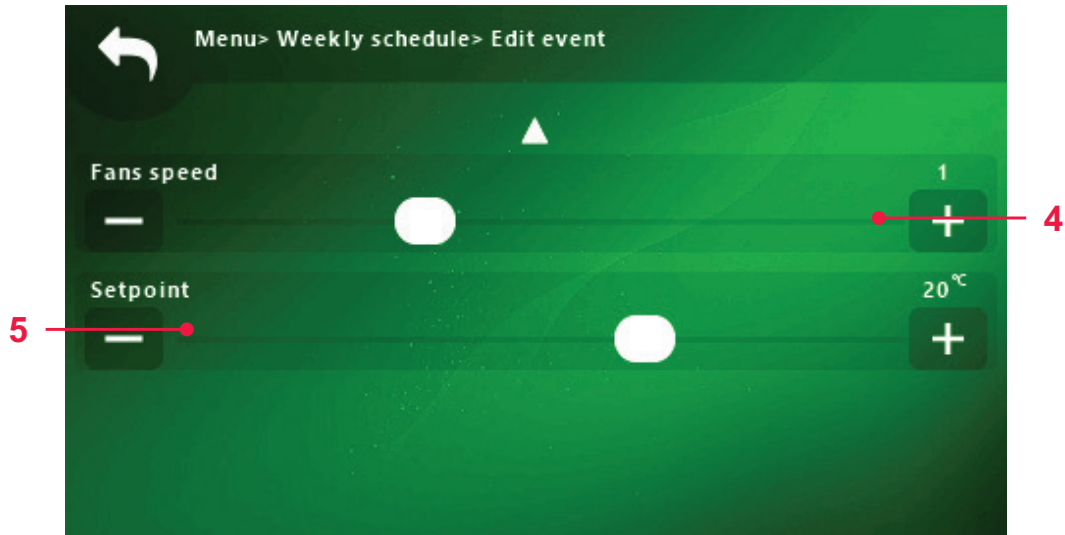 Menu> Weekly schedule> Edit event
Fans speed 1
4
Setpoint 20℃
5